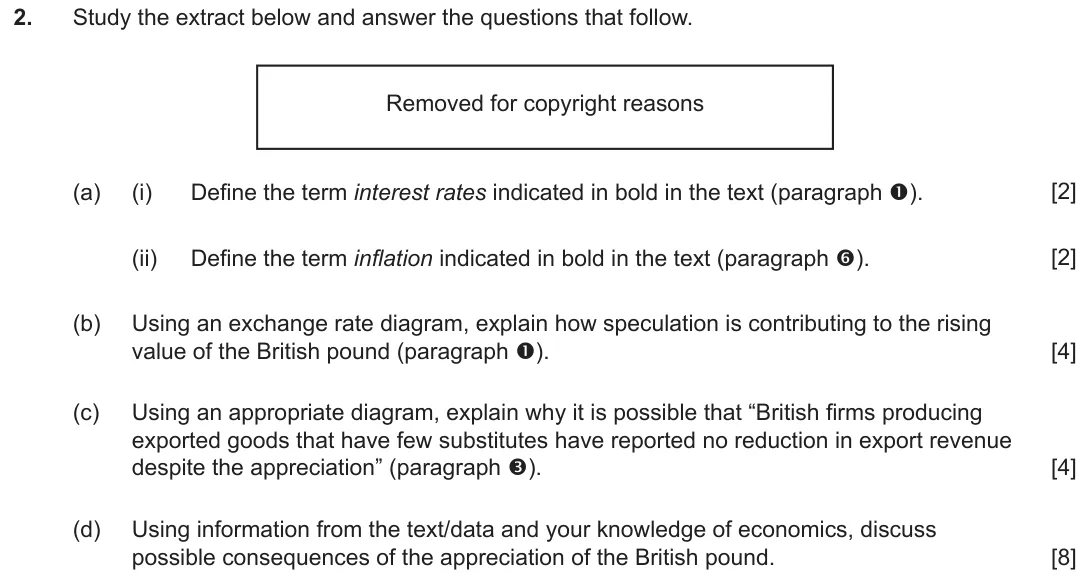 2. Study the extract below and answer the questions that follow.
Removed for copyright reasons
(a) (i) Define the term interest rates indicated in bold in the text (paragraph ❶). [2]
(ii) Define the term inflation indicated in bold in the text (paragraph ❻). [2]
(b) Using an exchange rate diagram, explain how speculation is contributing to the rising
value of the British pound (paragraph ❶). [4]
(c) Using an appropriate diagram, explain why it is possible that “British firms producing
exported goods that have few substitutes have reported no reduction in export revenue
despite the appreciation” (paragraph ❸). [4]
(d) Using information from the text/data and your knowledge of economics, discuss
possible consequences of the appreciation of the British pound. [8]